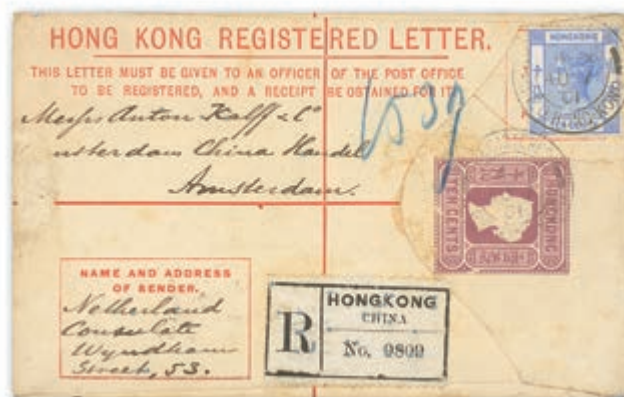 HONG KONG REGISTERED LETTER.
THIS LETTER MUST BE GIVEN TO AN OFFICER OF THE POST OFFICE
TO BE REGISTERED, AND A RECEIPT BE OBTAINED FOR IT
Messrs Anton Kalff & Co
msterdam China Handel
Amsterdam.
HONGKONG
HONGKONG
TEN CENTS
NAME AND ADDRESS
OF SENDER.
Netherland
Consulate
Wyndham
Street, 53.
R
HONGKONG
CHINA
No. 9809